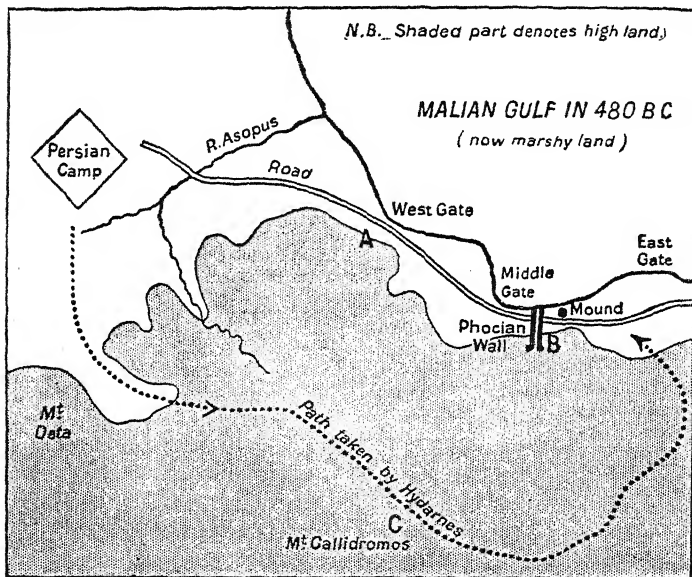 N.B._ Shaded part denotes high land.
MALIAN GULF IN 480 B C
( now marshy land )
Persian
Camp
R. Asopus
Road
West Gate
East
Gate
A
Middle
Gate
Mound
Phocian
Wall
B
Mt
Oata
Path taken by Hydarnes
C
Mt Callidromos